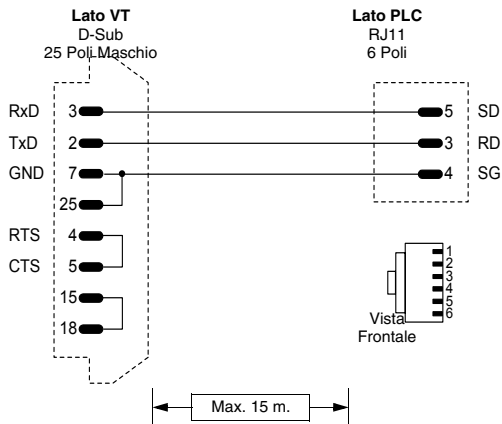 Lato VT
D-Sub
25 Poli Maschio
Lato PLC
RJ11
6 Poli
RxD 3 5 SD
TxD 2 3 RD
GND 7 4 SG
25
RTS 4
CTS 5
15
18
1
2
3
4
5
6
Vista
Frontale
Max. 15 m.